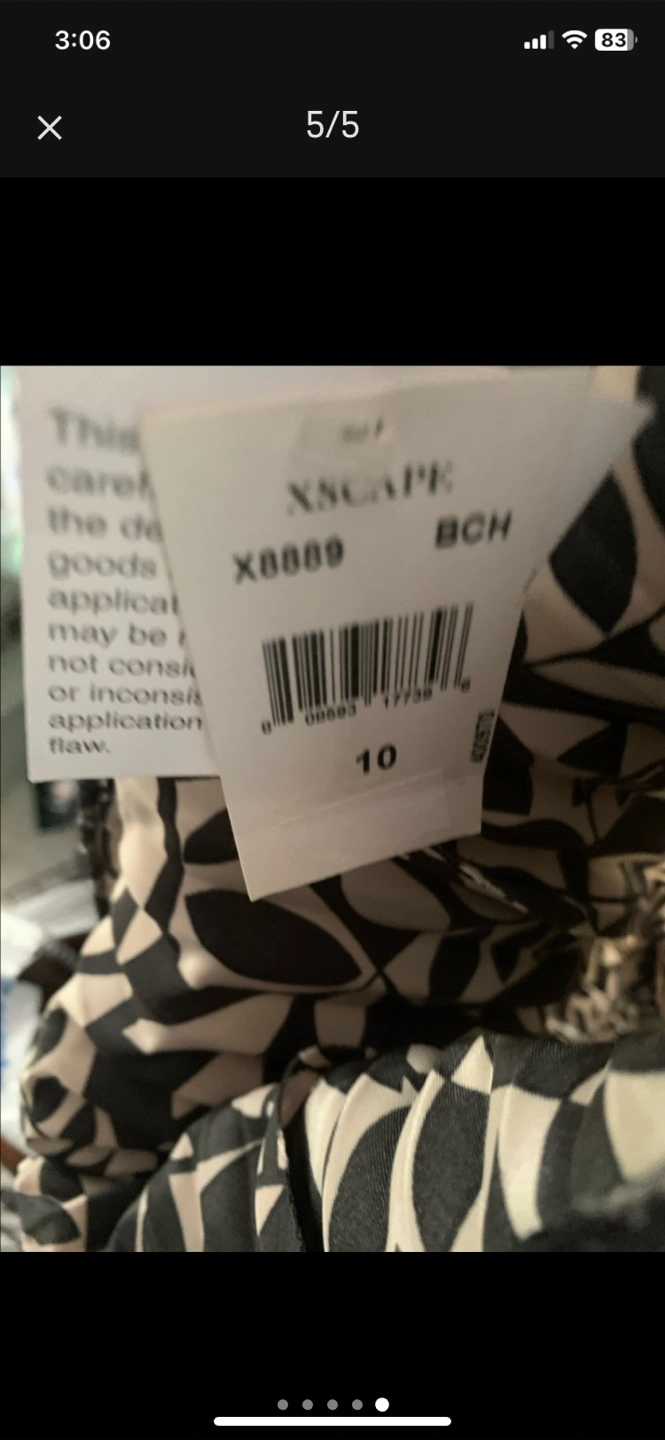 3:06
83
5/5
This
caref
the de
goods
applicat
may be
not consi
or inconsis
application
flaw.
XSCAPE
X8889 BCH
10